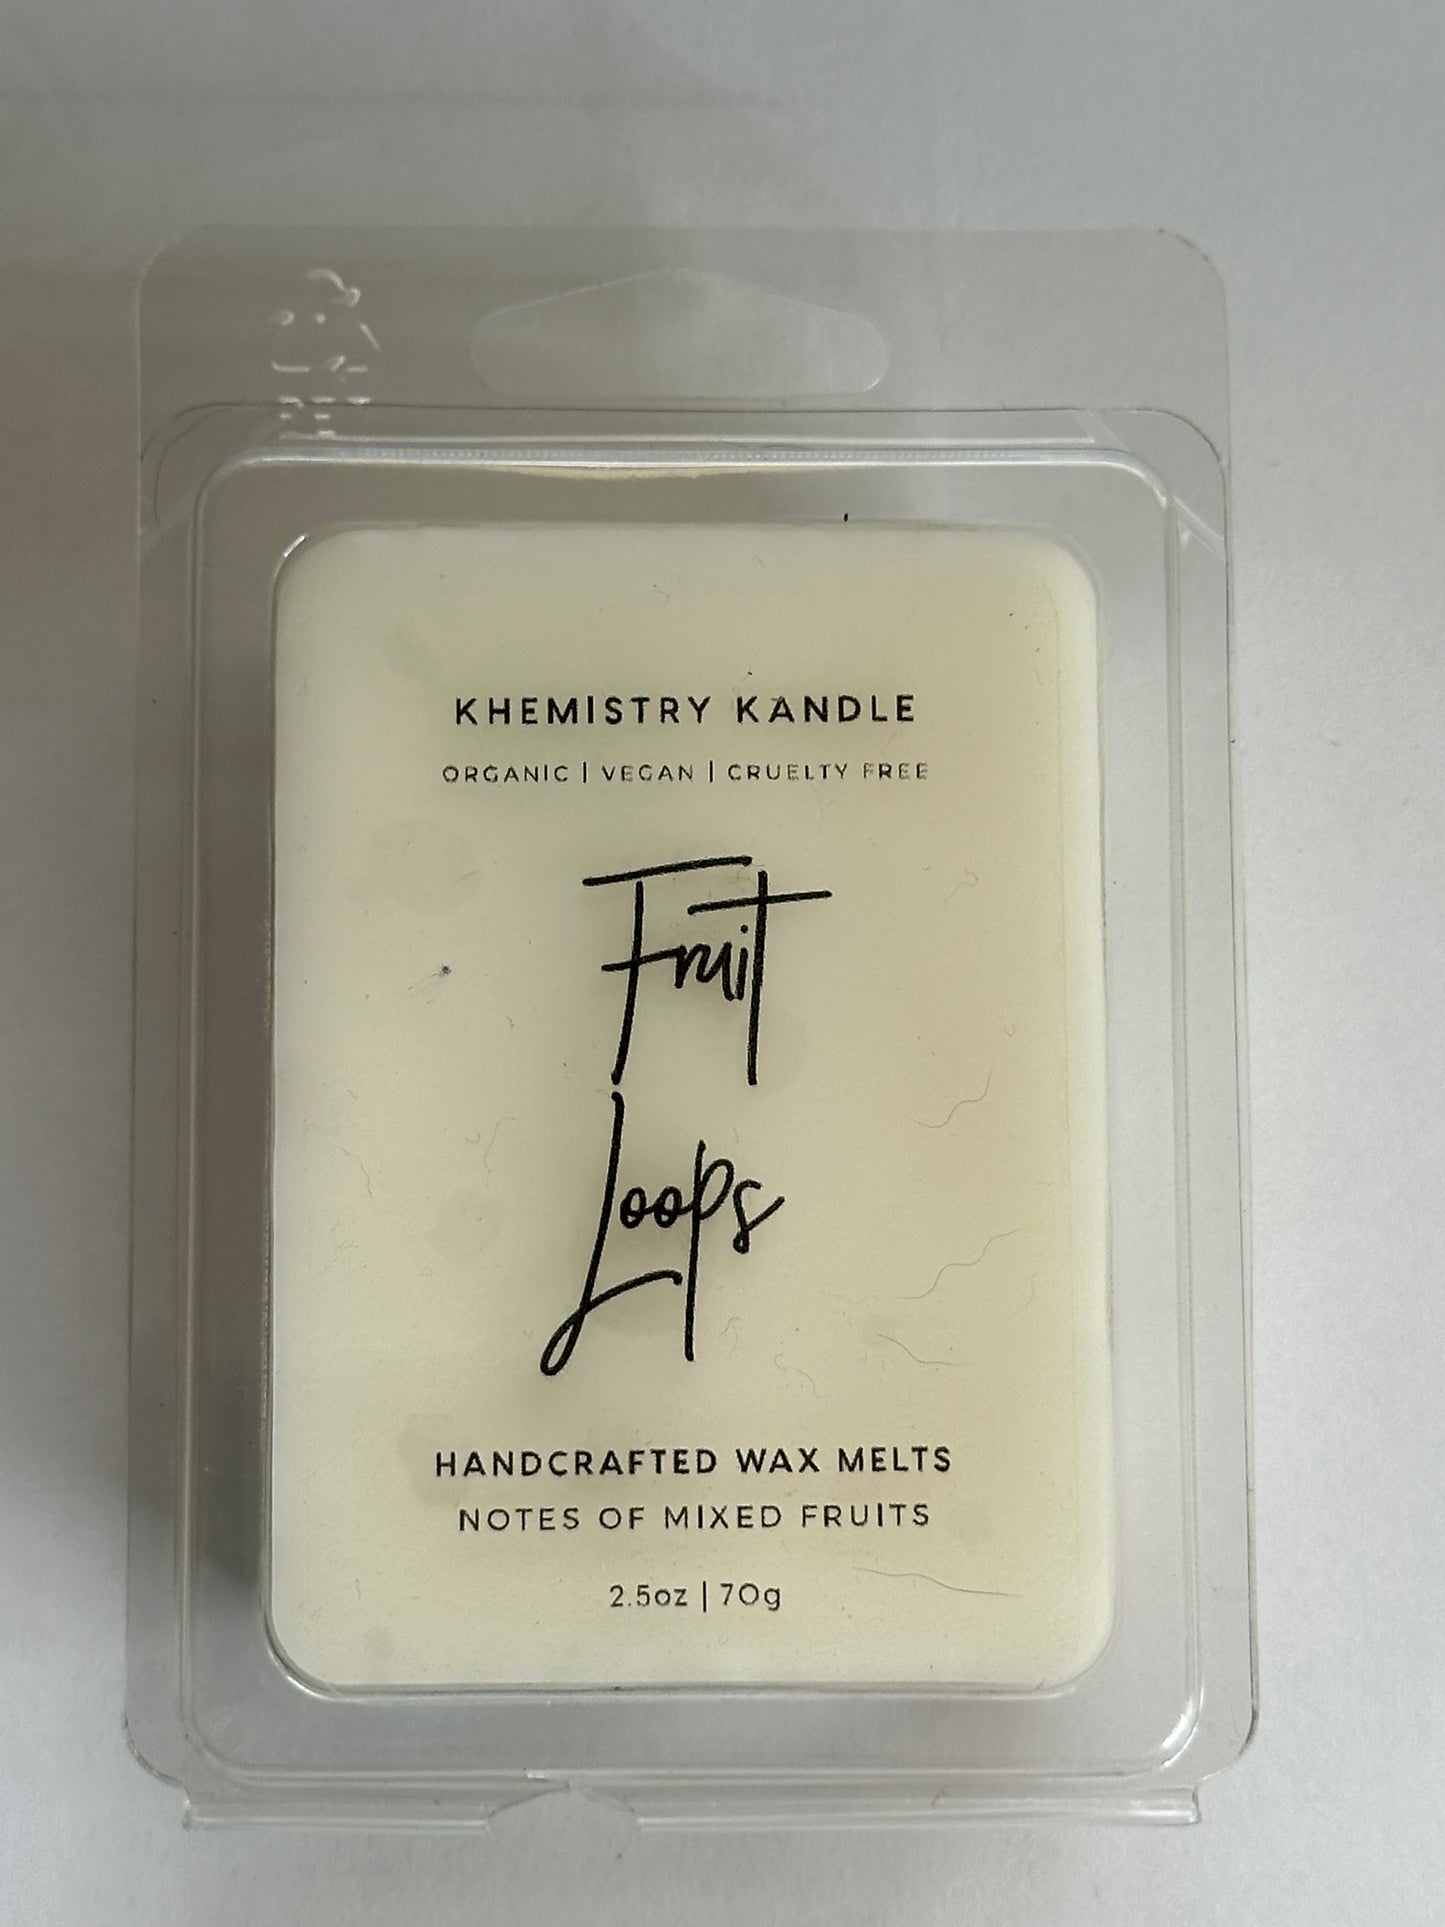 KHEMISTRY KANDLE
ORGANIC | VEGAN | CRUELTY FREE
Fruit
Loops
HANDCRAFTED WAX MELTS
NOTES OF MIXED FRUITS
2.5oz | 70g